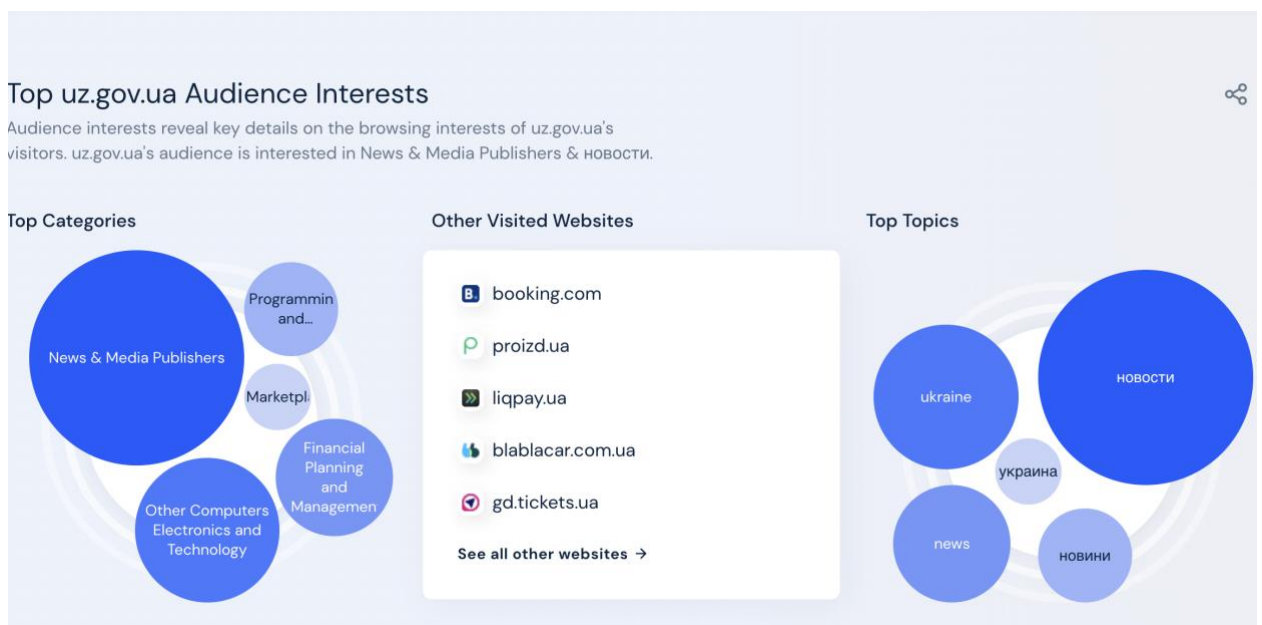 Top uz.gov.ua Audience Interests
Audience interests reveal key details on the browsing interests of uz.gov.ua's
visitors. uz.gov.ua's audience is interested in News & Media Publishers & новости.
Top Categories
News & Media Publishers
Programmin
and...
Marketpl
Financial
Planning
and
Managemen
Other Computers
Electronics and
Technology
Other Visited Websites
B.
booking.com
proizd.ua
liqpay.ua
blablacar.com.ua
gd.tickets.ua
See all other websites →
Top Topics
новости
ukraine
украина
news
новини